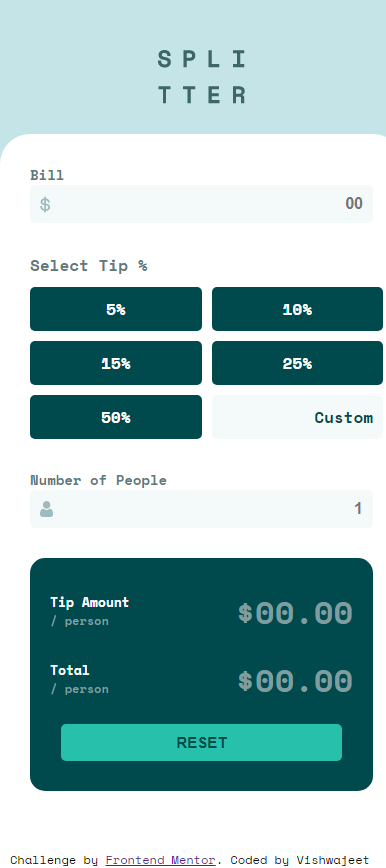 SPLI
TTER
Bill
$ 00
Select Tip %
5% 10%
15% 25%
50% Custom
Number of People
1
Tip Amount
/ person
$00.00
Total
/ person
$00.00
RESET
Challenge by Frontend Mentor. Coded by Vishwajeet